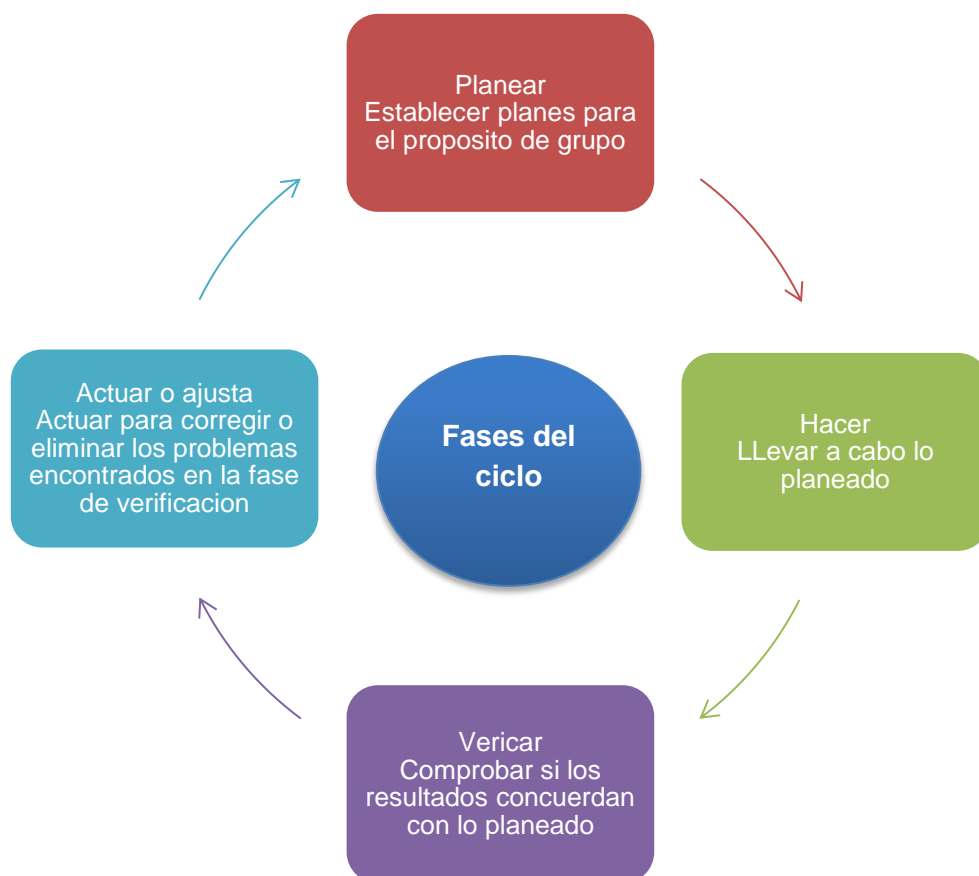 Planear
Establecer planes para
el proposito de grupo
Actuar o ajusta
Actuar para corregir o
eliminar los problemas
encontrados en la fase
de verificacion
Fases del
ciclo
Hacer
LLevar a cabo lo
planeado
Vericar
Comprobar si los
resultados concuerdan
con lo planeado